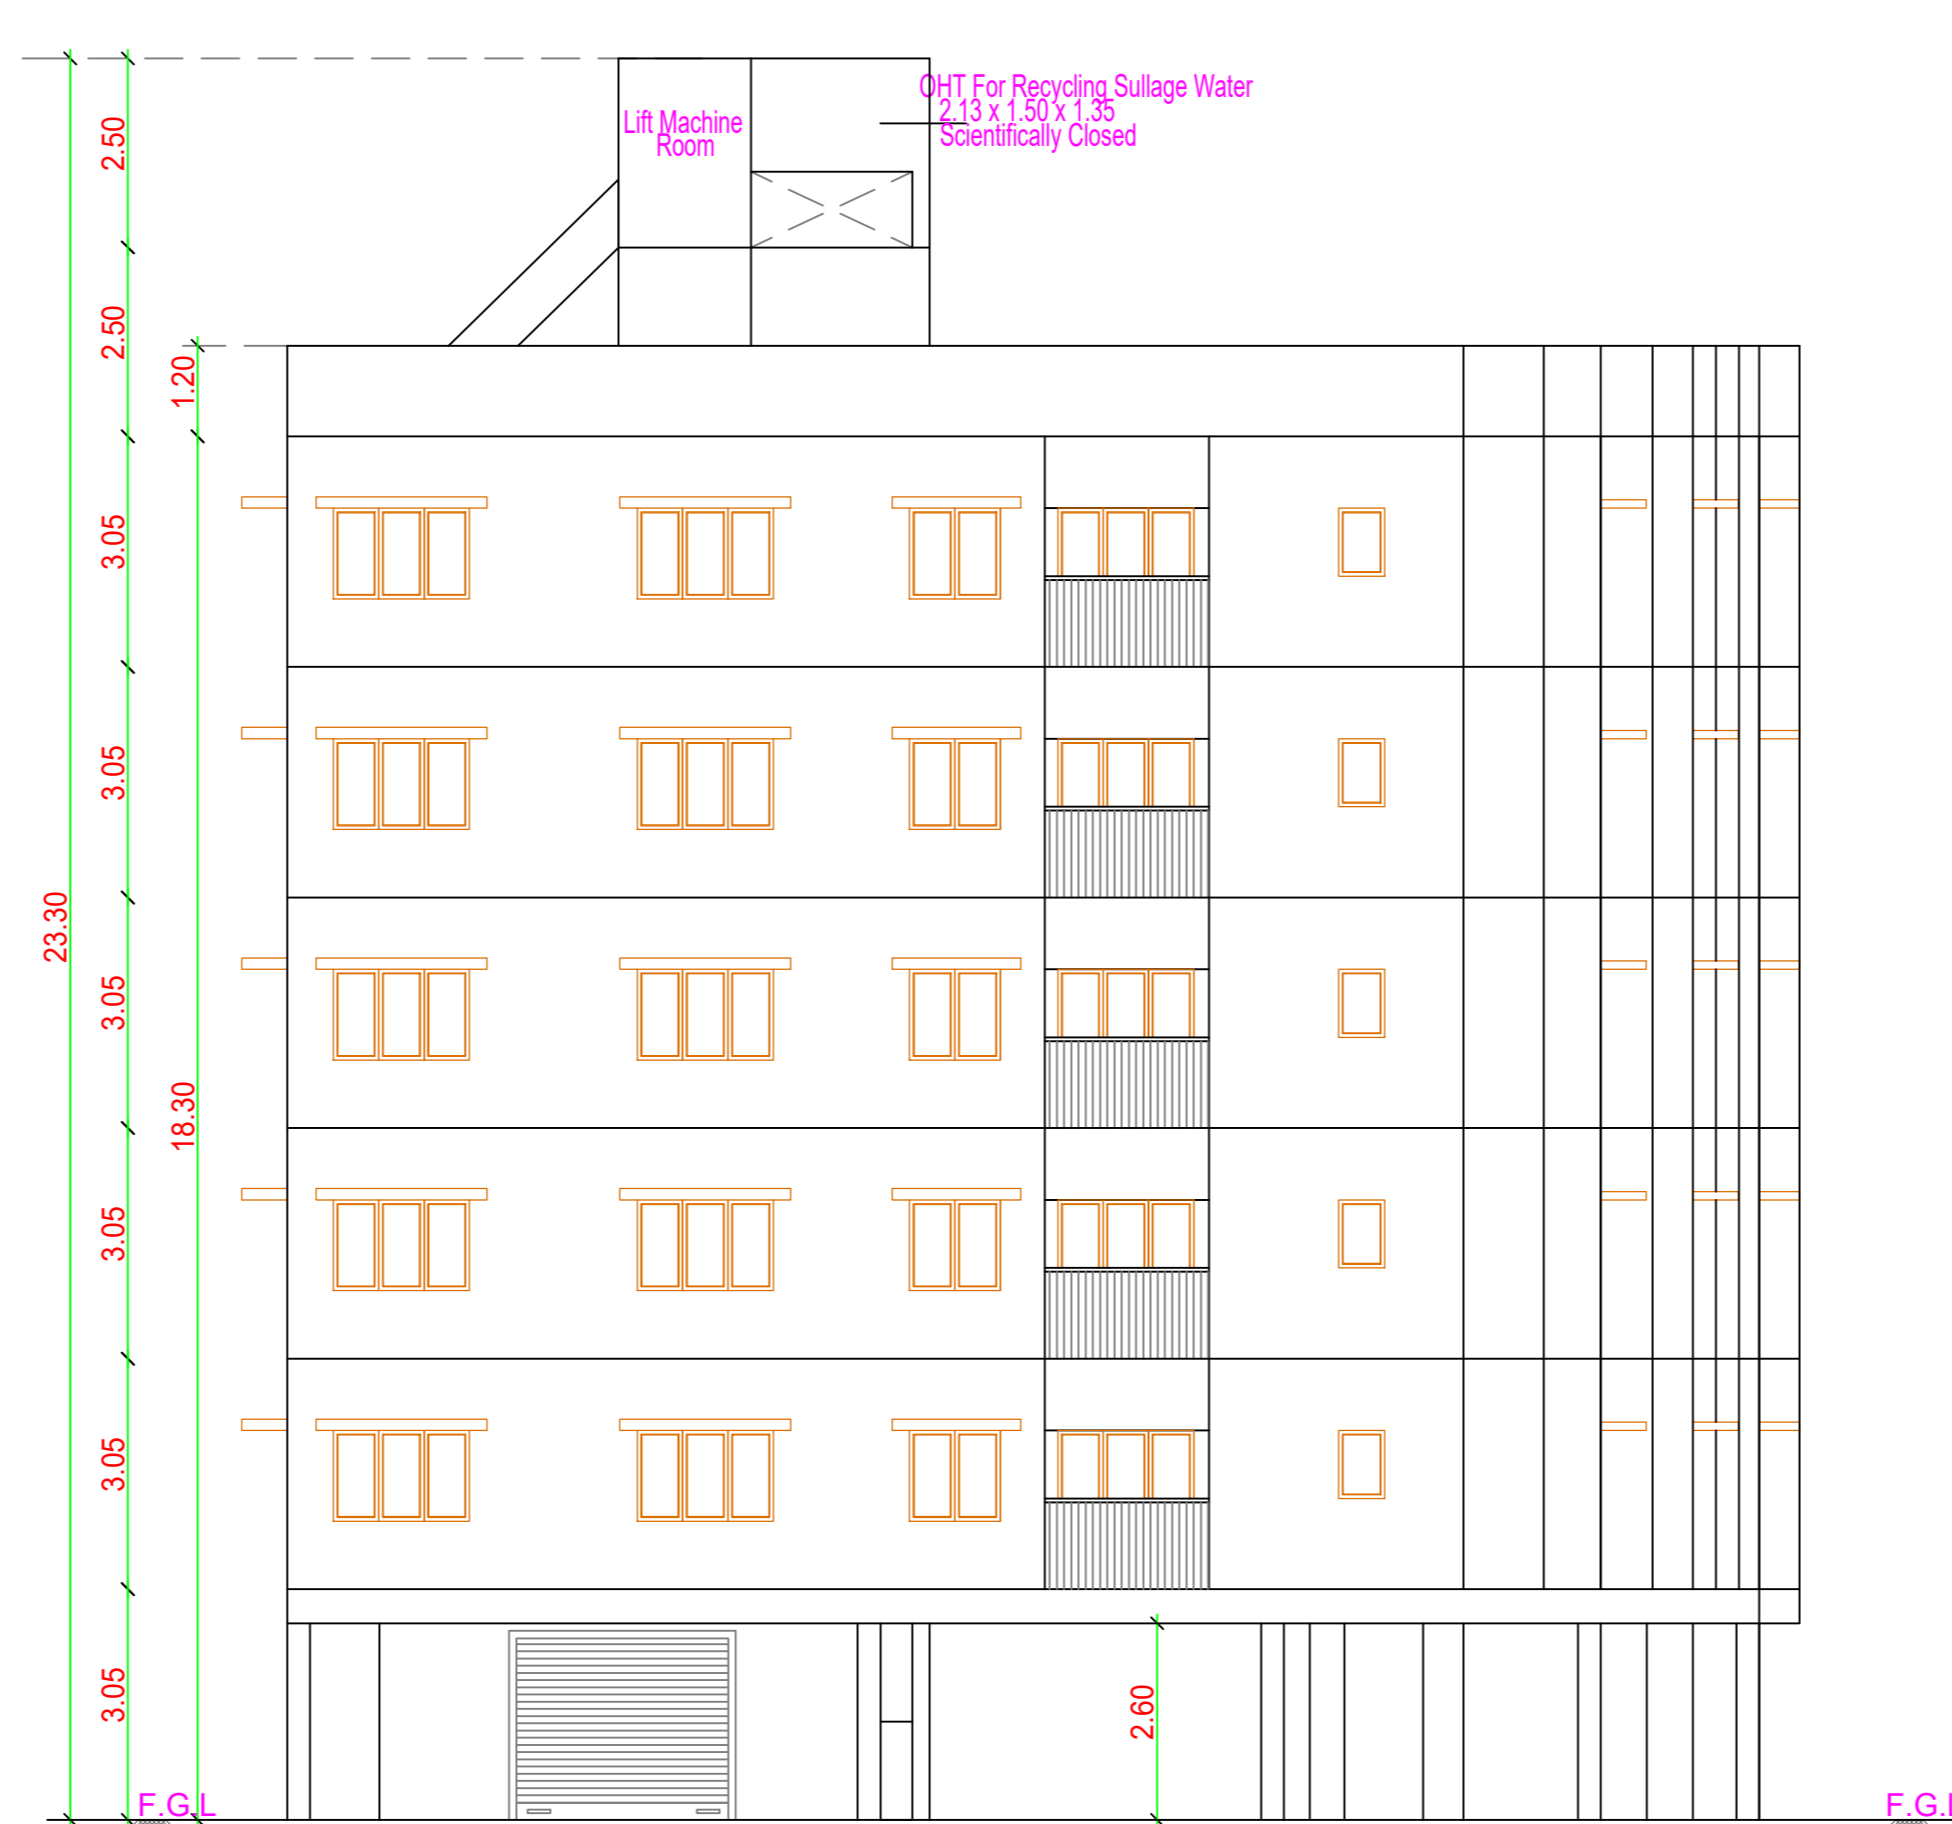 OHT For Recycling Sullage Water
2.13 x 1.50 x 1.35
Scientifically Closed
Lift Machine
Room
2.50
2.50
1.20
3.05
3.05
23.30
3.05
18.30
3.05
3.05
3.05
2.60
F.G.L
F.G.L